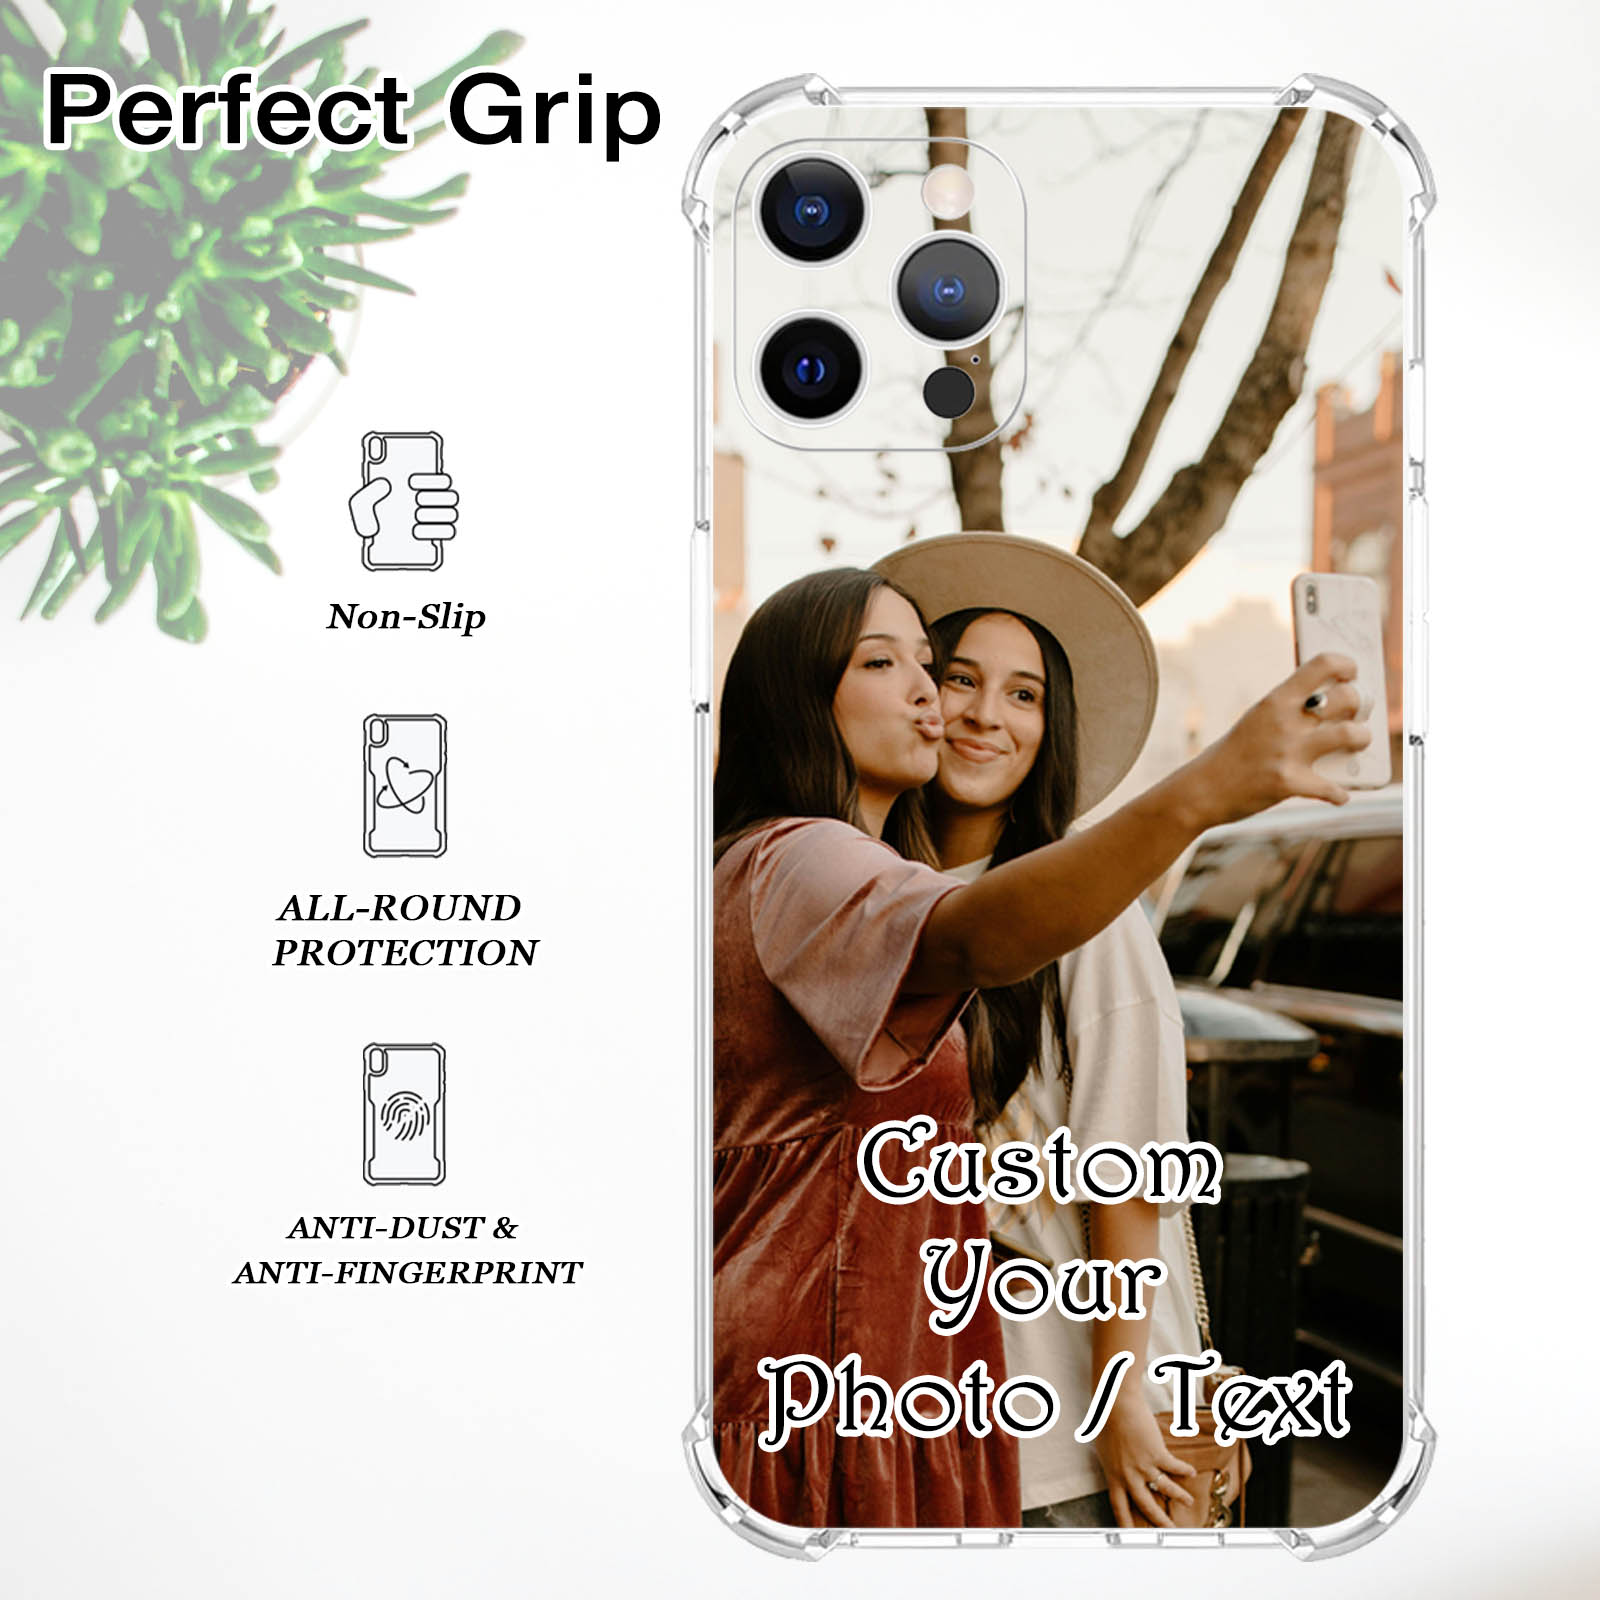 Perfect Grip
Non-Slip
ALL-ROUND
PROTECTION
ANTI-DUST &
ANTI-FINGERPRINT
Custom
Your
Photo / Text